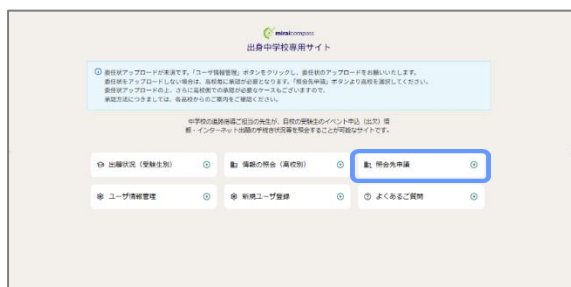 miraicompass
出身中学校専用サイト
委任状アップロードが未済です。「ユーザ情報管理」ボタンをクリックし、委任状のアップロードをお願いいたします。
委任状をアップロードしない場合は、高校毎に承認が必要となります。「照会先申請」ボタンより高校を選択してください。
委任状アップロードの上、さらに高校側での承認が必要なケースもございますので、
承認方法につきましては、各高校からのご案内をご確認ください。
中学校の進路指導ご担当の先生が、自校の受験生のイベント申込（出欠）情
報・インターネット出願の手続き状況等を照会することが可能なサイトです。
出願状況（受験生別）
情報の照会（高校別）
照会先申請
ユーザ情報管理
新規ユーザ登録
よくあるご質問